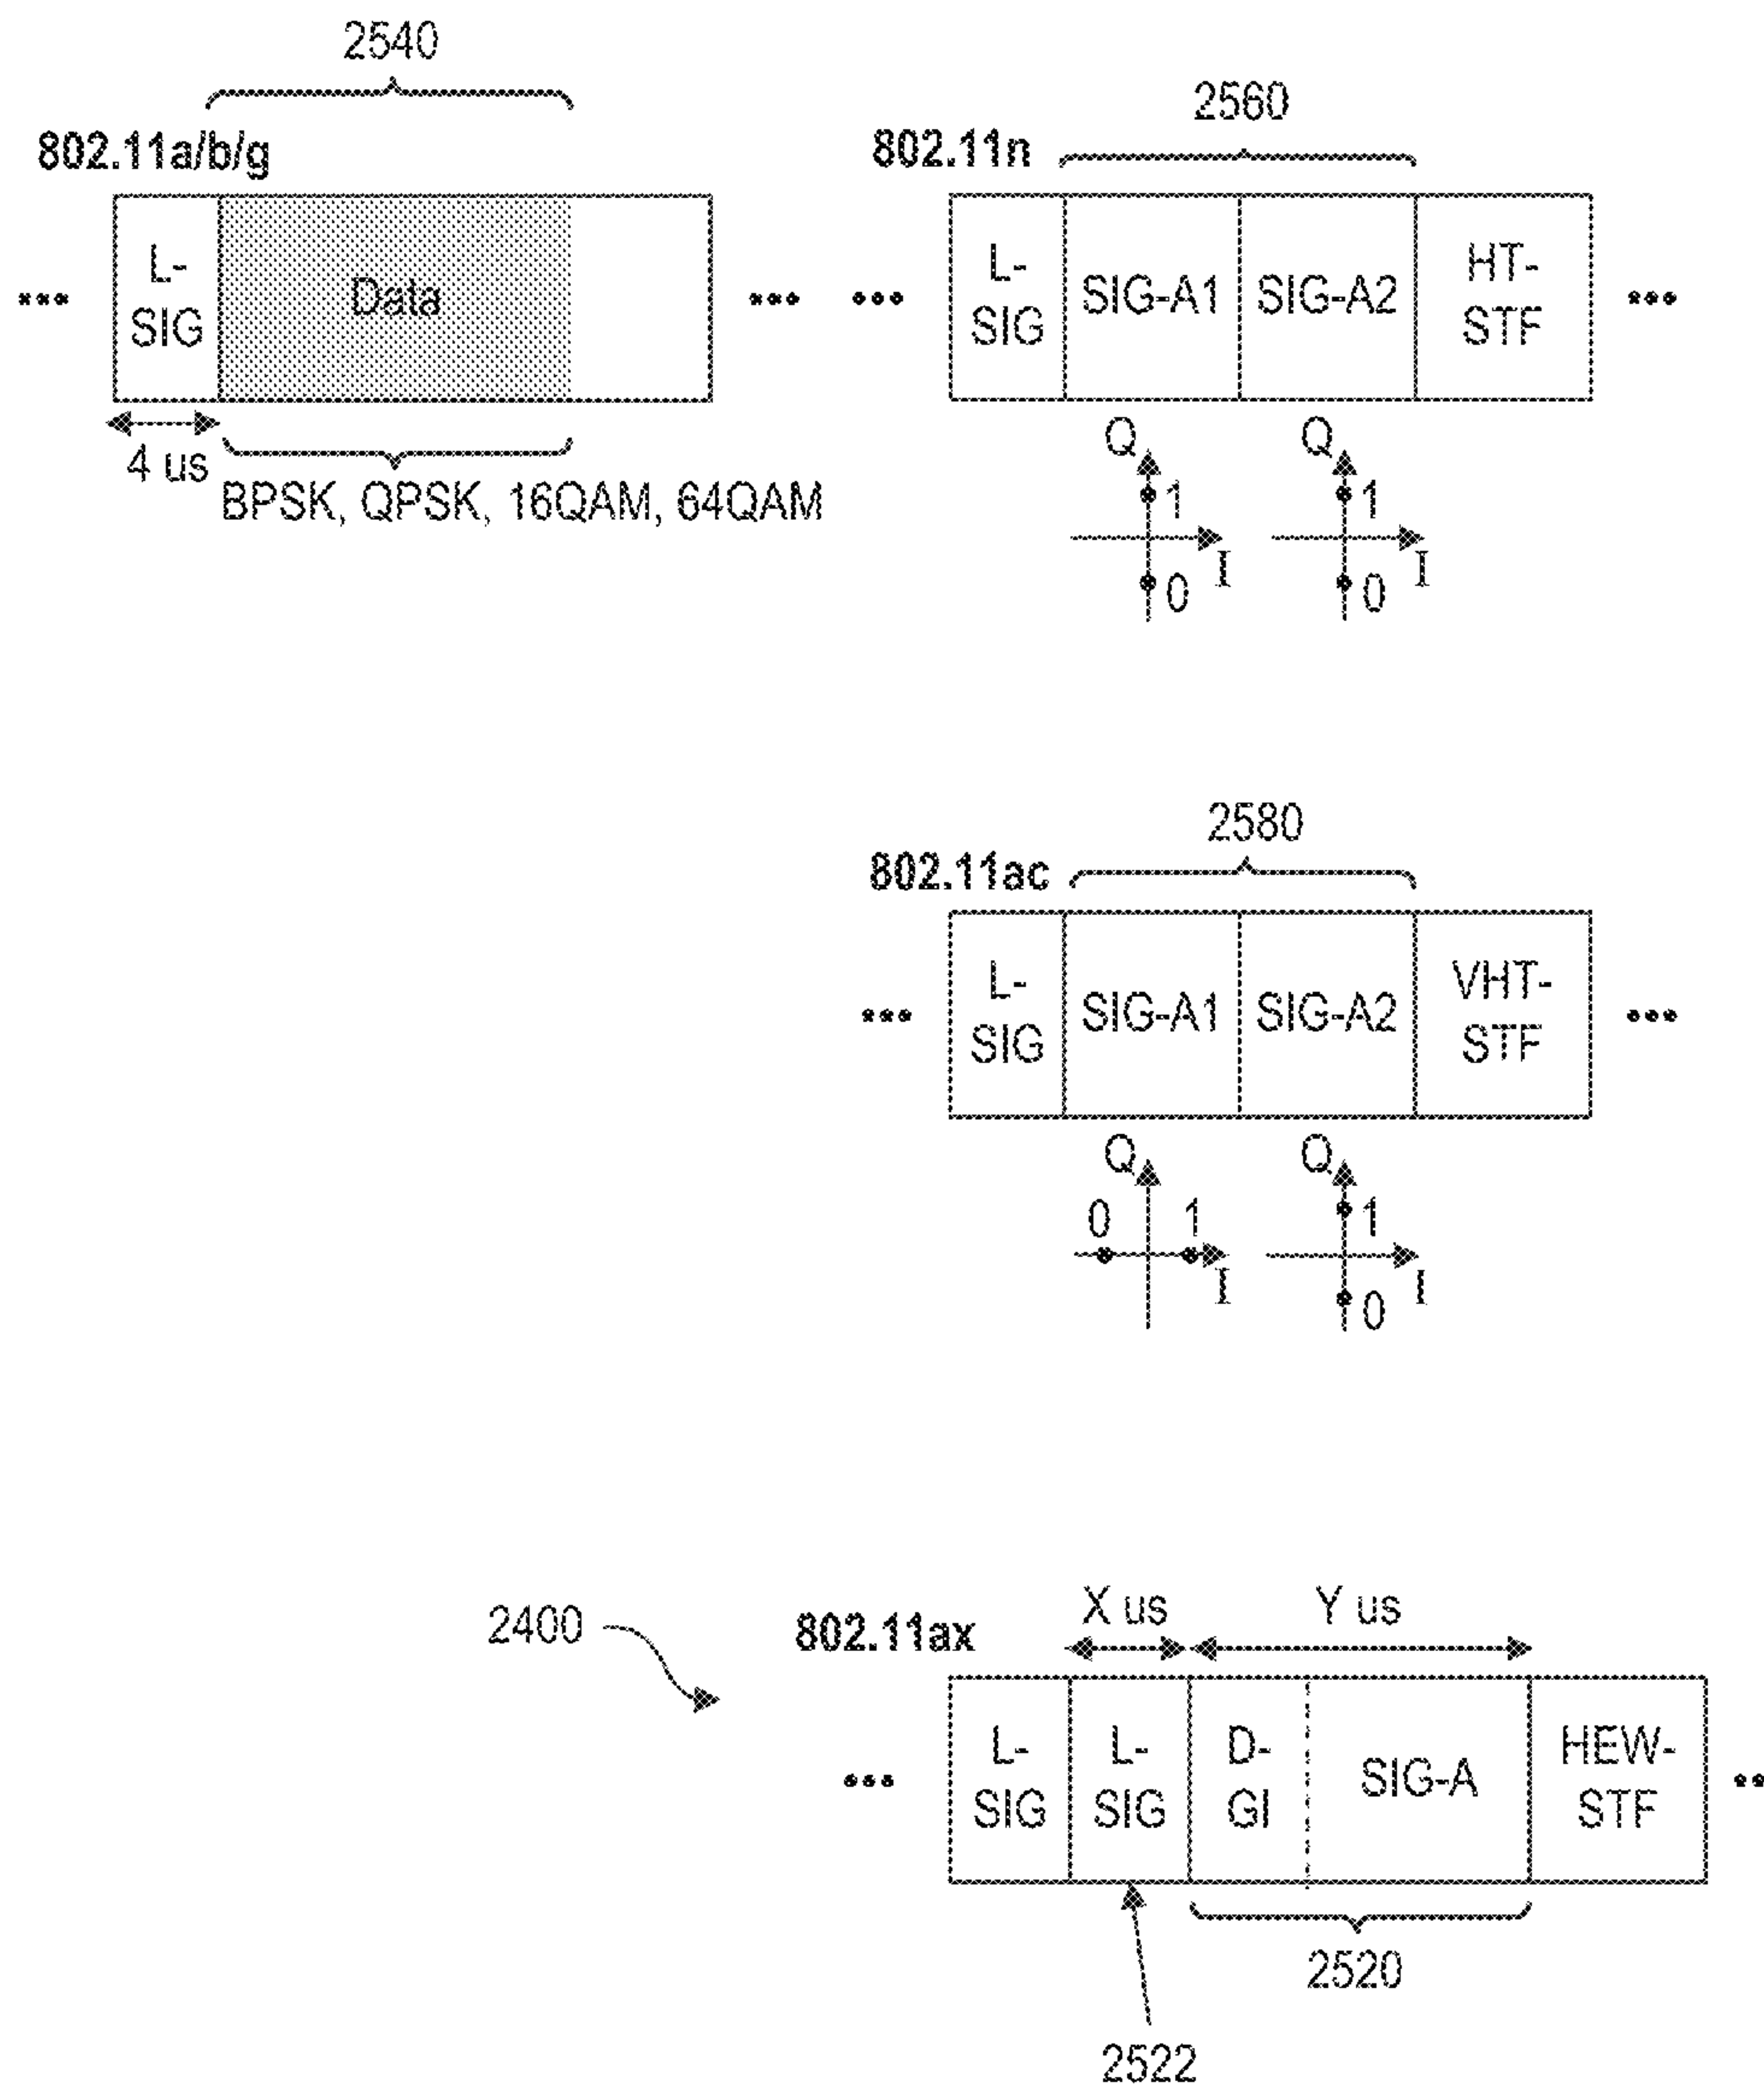 2540
802.11a/b/g
L-
SIG
Data
4 us
BPSK, QPSK, 16QAM, 64QAM
2560
802.11n
L-
SIG
SIG-A1
SIG-A2
HT-
STF
Q
1
I
0
Q
1
I
0
2580
802.11ac
L-
SIG
SIG-A1
SIG-A2
VHT-
STF
Q
0
1
I
Q
1
I
0
2400
802.11ax
X us
Y us
L-
SIG
L-
SIG
D-
GI
SIG-A
HEW-
STF
2520
2522